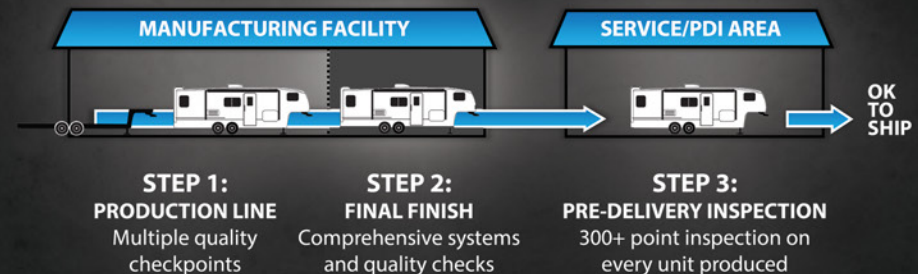 MANUFACTURING FACILITY
SERVICE/PDI AREA
OK
TO
SHIP
STEP 1:
PRODUCTION LINE
Multiple quality
checkpoints
STEP 2:
FINAL FINISH
Comprehensive systems
and quality checks
STEP 3:
PRE-DELIVERY INSPECTION
300+ point inspection on
every unit produced